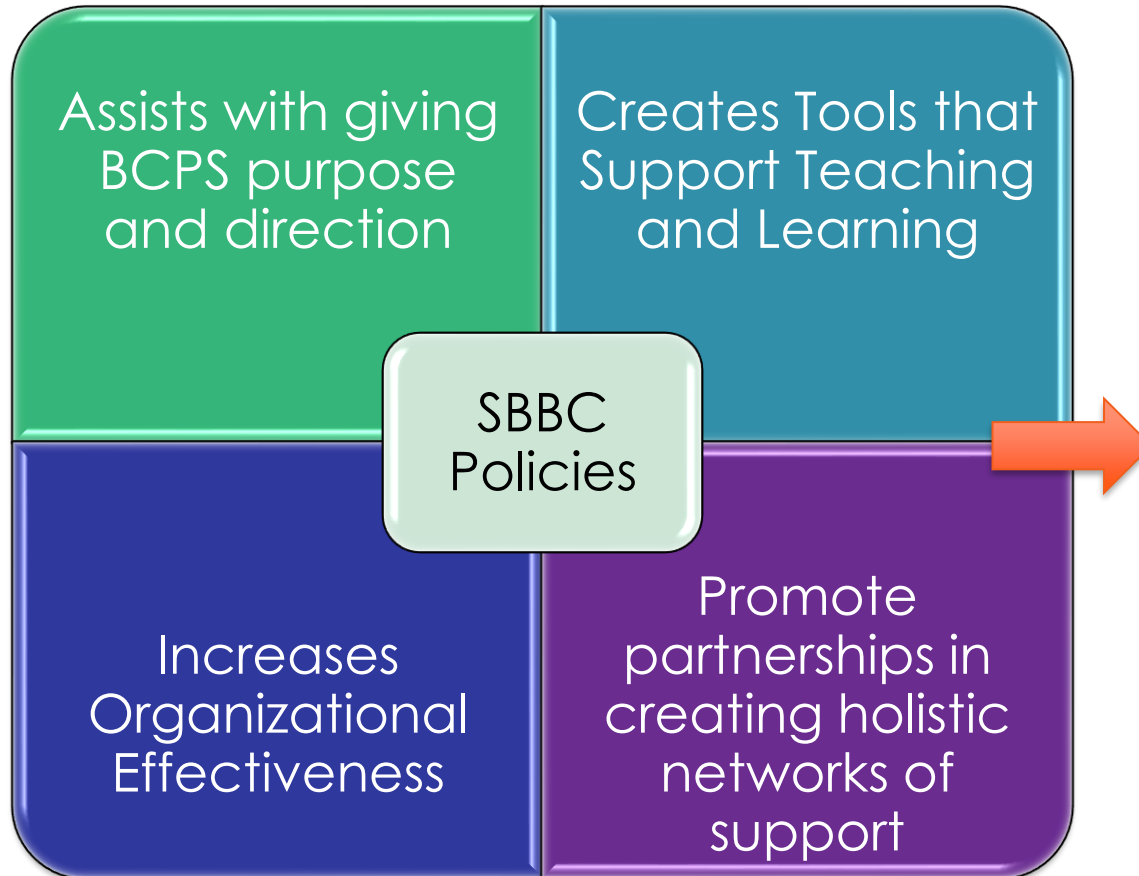 Assists with giving
BCPS purpose
and direction
Creates Tools that
Support Teaching
and Learning
SBBC
Policies
Increases
Organizational
Effectiveness
Promote
partnerships in
creating holistic
networks of
support